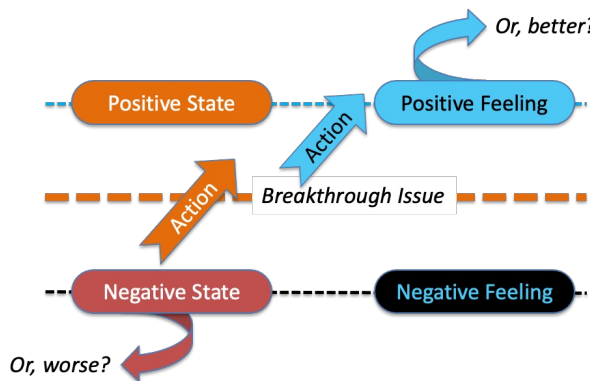 Or, better?
Positive State
Positive Feeling
Action
Action
Breakthrough Issue
Negative State
Negative Feeling
Or, worse?